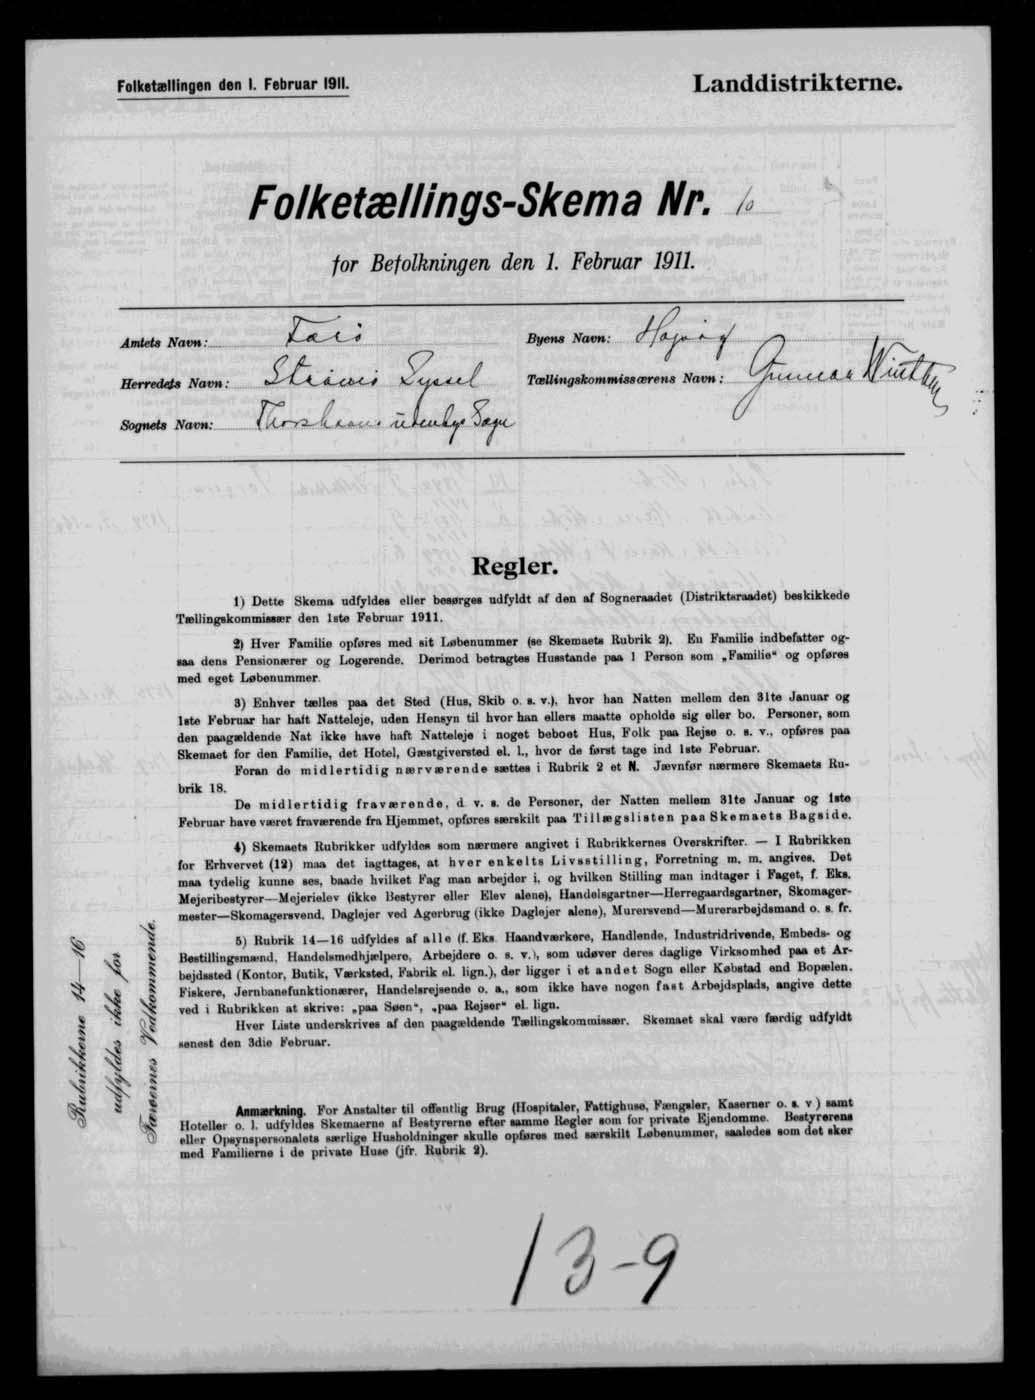 Folketællingen den 1. Februar 1911.
Landdistrikterne.
Folketællings-Skema Nr. 10
for Befolkningen den 1. Februar 1911.
Amtets Navn: Færø
Byens Navn: Hojvig
Herredets Navn: Strømø Syssel
Tællingskommissærens Navn: Gunnar
Sognets Navn: Thorshavns udenbys Sogn
Regler.
1) Dette Skema udfyldes eller besørges udfyldt af den af Sogneraadet (Distriktsraadet) beskikkede
Tællingskommissær den 1ste Februar 1911.
2) Hver Familie opføres med sit Løbenummer (se Skemaets Rubrik 2). En Familie indbefatter og-
saa dens Pensionærer og Logerende. Derimod betragtes Husstande paa 1 Person som „Familie“ og opføres
med eget Løbenummer.
3) Enhver tælles paa det Sted (Hus, Skib o. s. v.), hvor han Natten mellem den 31te Januar og
1ste Februar har haft Natteleje, uden Hensyn til hvor han ellers maatte opholde sig eller bo. Personer, som
den paagældende Nat ikke have haft Natteleje i noget beboet Hus, Folk paa Rejse o. s. v., opføres paa
Skemaet for den Familie, det Hotel, Gæstgiversted el. l., hvor de først tage ind 1ste Februar.
Foran de midlertidig nærværende sættes i Rubrik 2 et N. Jævnfør nærmere Skemaets Ru-
brik 18.
De midlertidig fraværende, d. v. s. de Personer, der Natten mellem 31te Januar og 1ste
Februar have været fraværende fra Hjemmet, opføres særskilt paa Tillægslisten paa Skemaets Bagside.
4) Skemaets Rubrikker udfyldes som nærmere angivet i Rubrikkernes Overskrifter. — I Rubrikken
for Erhvervet (12) maa det iagttages, at hver enkelts Livsstilling, Forretning m. m. angives. Det
maa tydelig kunne ses, baade hvilket Fag man arbejder i, og hvilken Stilling man indtager i Faget, f. Eks.
Mejeribestyrer—Mejerielev (ikke Bestyrer eller Elev alene), Handelsgartner—Herregaardsgartner, Skomager-
mester—Skomagersvend, Daglejer ved Agerbrug (ikke Daglejer alene), Murersvend—Murerarbejdsmand o. s. fr.
5) Rubrik 14—16 udfyldes af alle (f. Eks. Haandværkere, Handlende, Industridrivende, Embeds- og
Bestillingsmænd, Handelsmedhjælpere, Arbejdere o. s. v.), som udøver deres daglige Virksomhed paa et Ar-
bejdssted (Kontor, Butik, Værksted, Fabrik el. lign.), der ligger i et andet Sogn eller Købstad end Bopælen.
Fiskere, Jernbanefunktionærer, Handelsrejsende o. a., som ikke have nogen fast Arbejdsplads, angive dette
ved i Rubrikken at skrive: „paa Søen“, „paa Rejser“ el. lign.
Hver Liste underskrives af den paagældende Tællingskommissær. Skemaet skal være færdig udfyldt
senest den 3die Februar.
Rubrikkerne 14—16
udfyldes ikke for
Færøernes Vedkommende.
Anmærkning. For Anstalter til offentlig Brug (Hospitaler, Fattighuse, Fængsler, Kaserner o. s. v.) samt
Hoteller o. l. udfyldes Skemaerne af Bestyrerne efter samme Regler som for private Ejendomme. Bestyrerens
eller Opsynspersonalets særlige Husholdninger skulle opføres med særskilt Løbenummer, saaledes som det sker
med Familierne i de private Huse (jfr. Rubrik 2).
13-9